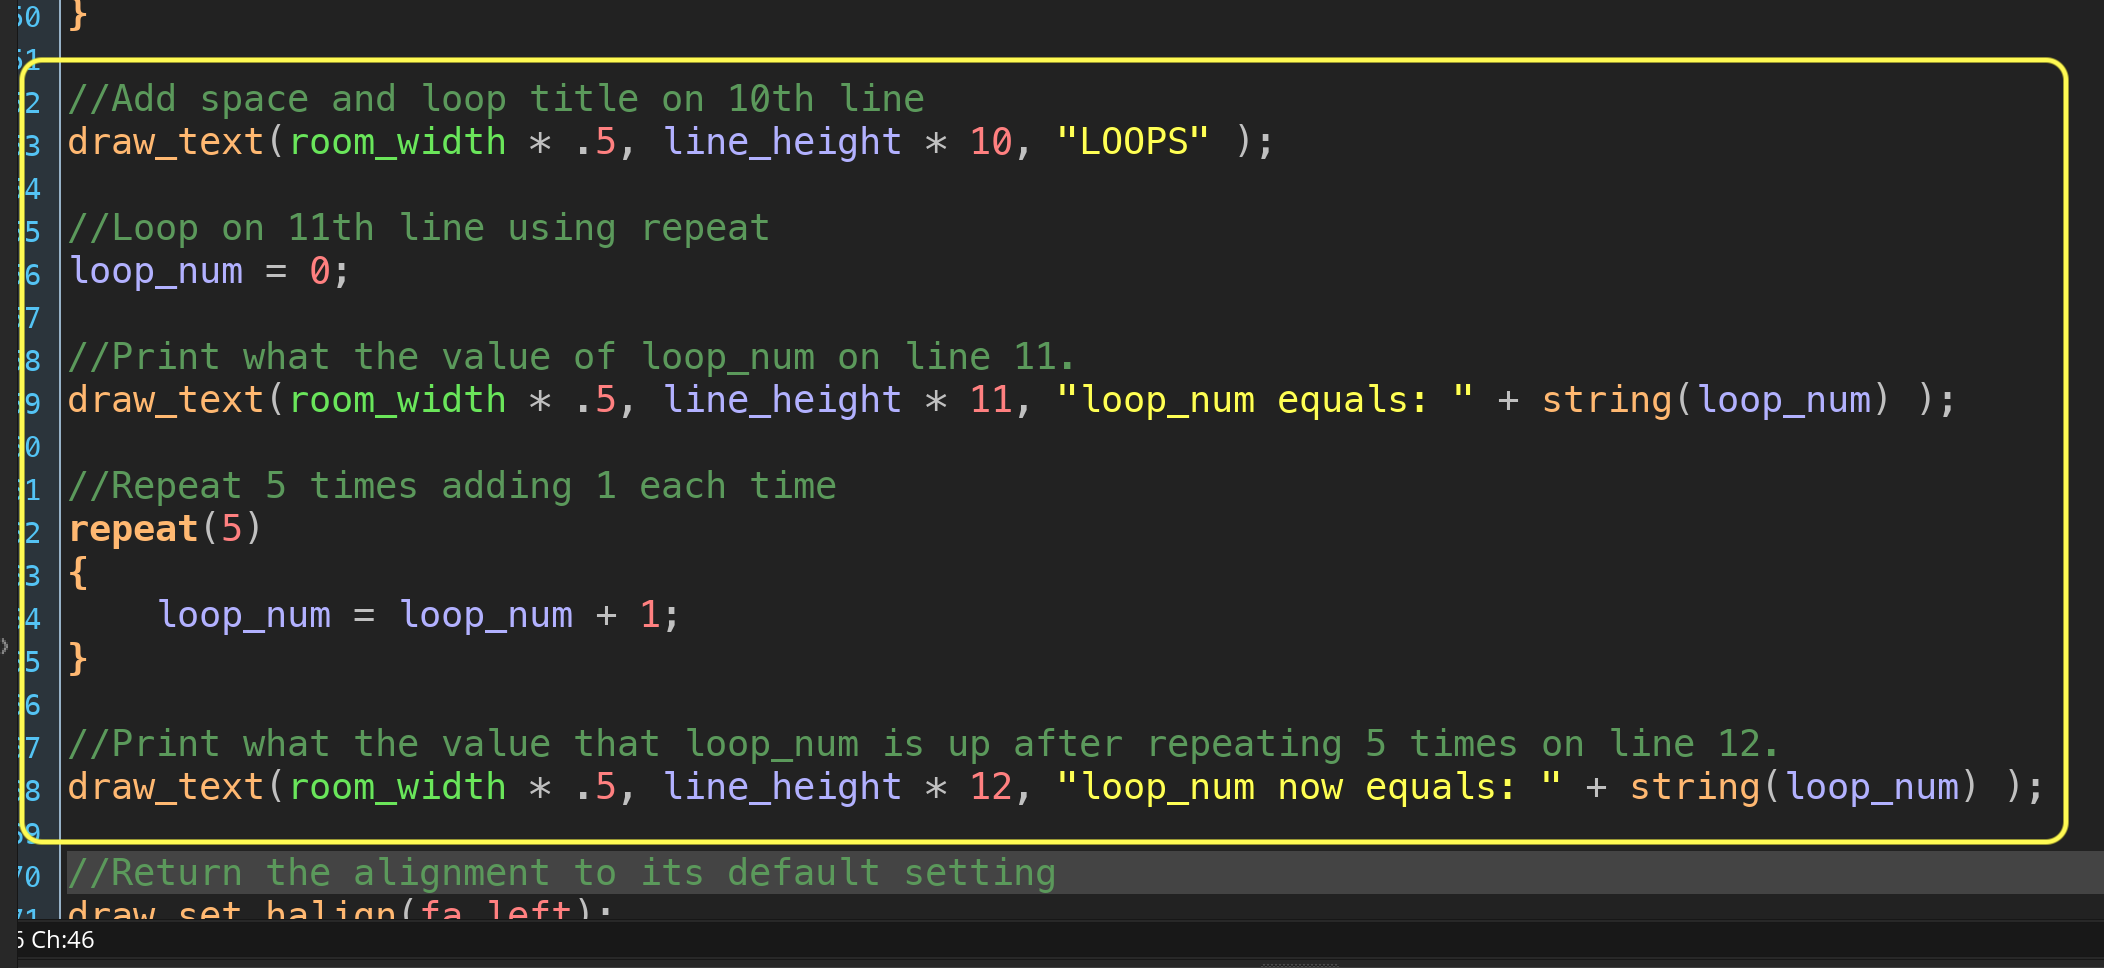 50 }
51
52 //Add space and loop title on 10th line
53 draw_text(room_width * .5, line_height * 10, "LOOPS" );
54
55 //Loop on 11th line using repeat
56 loop_num = 0;
57
58 //Print what the value of loop_num on line 11.
59 draw_text(room_width * .5, line_height * 11, "loop_num equals: " + string(loop_num) );
60
61 //Repeat 5 times adding 1 each time
62 repeat(5)
63 {
64 loop_num = loop_num + 1;
65 }
66
67 //Print what the value that loop_num is up after repeating 5 times on line 12.
68 draw_text(room_width * .5, line_height * 12, "loop_num now equals: " + string(loop_num) );
69
70 //Return the alignment to its default setting
71 draw_set_halign(fa_left);
6 Ch:46